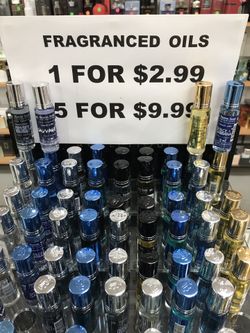 FRAGRANCED OILS
1 FOR $2.99
5 FOR $9.99